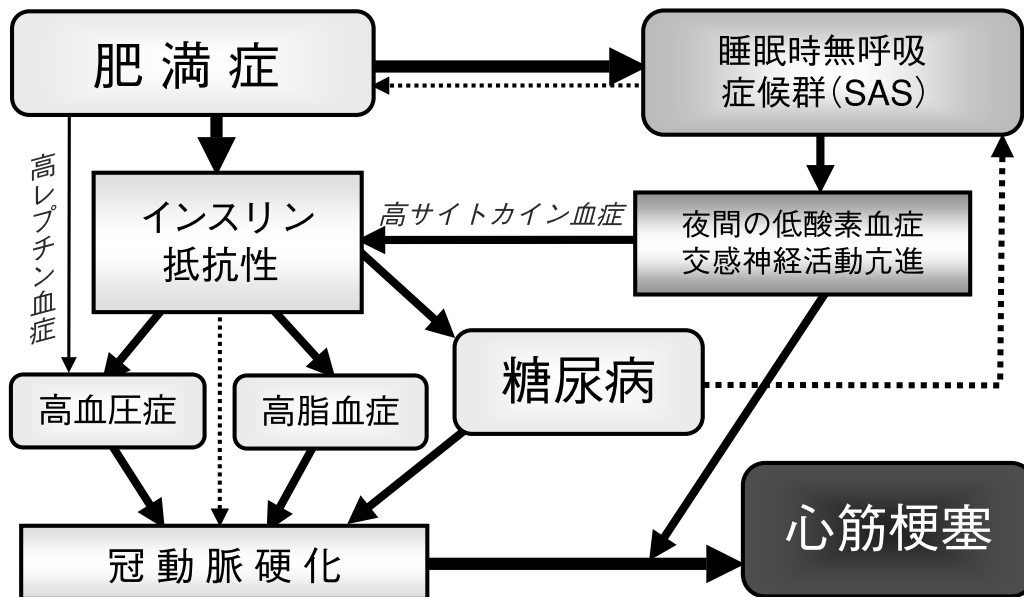 肥満症
睡眠時無呼吸
症候群(SAS)
高レプチン血症
インスリン
抵抗性
高サイトカイン血症
夜間の低酸素血症
交感神経活動亢進
高血圧症
高脂血症
糖尿病
冠動脈硬化
心筋梗塞